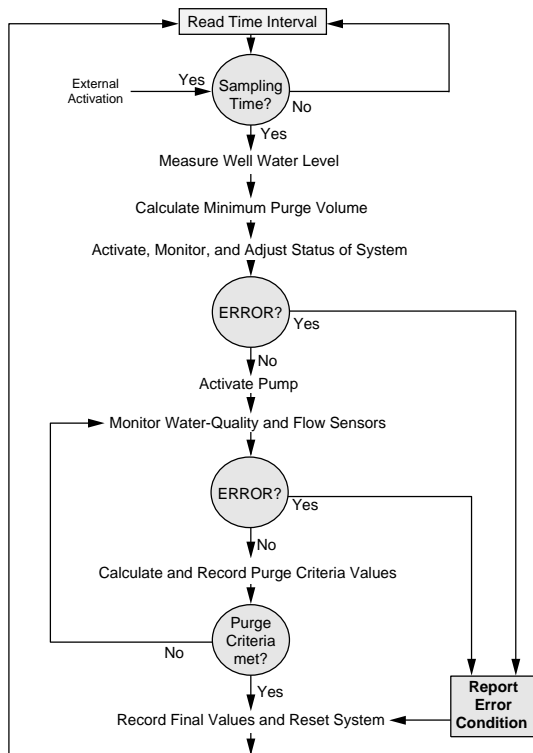 Read Time Interval
External
Activation
Yes
Sampling
Time?
No
Yes
Measure Well Water Level
Calculate Minimum Purge Volume
Activate, Monitor, and Adjust Status of System
ERROR?
Yes
No
Activate Pump
Monitor Water-Quality and Flow Sensors
ERROR?
Yes
No
Calculate and Record Purge Criteria Values
Purge
Criteria
met?
No
Yes
Report
Error
Condition
Record Final Values and Reset System